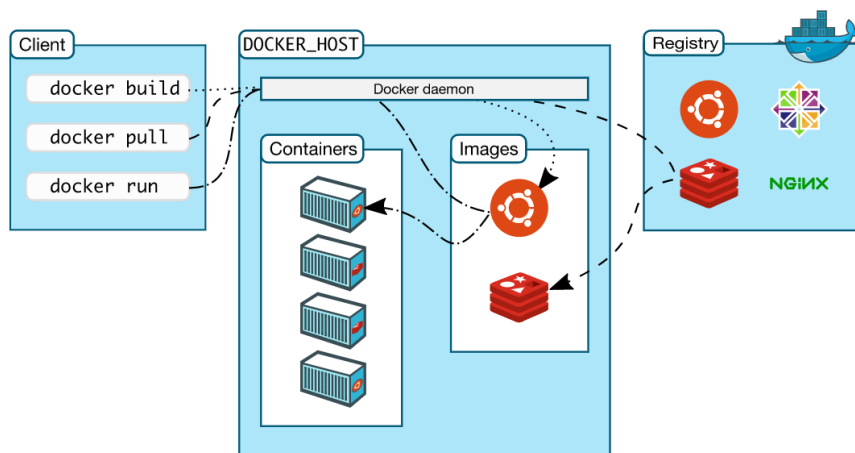 Client
docker build
docker pull
docker run
DOCKER_HOST
Docker daemon
Containers
Images
Registry
NGiNX